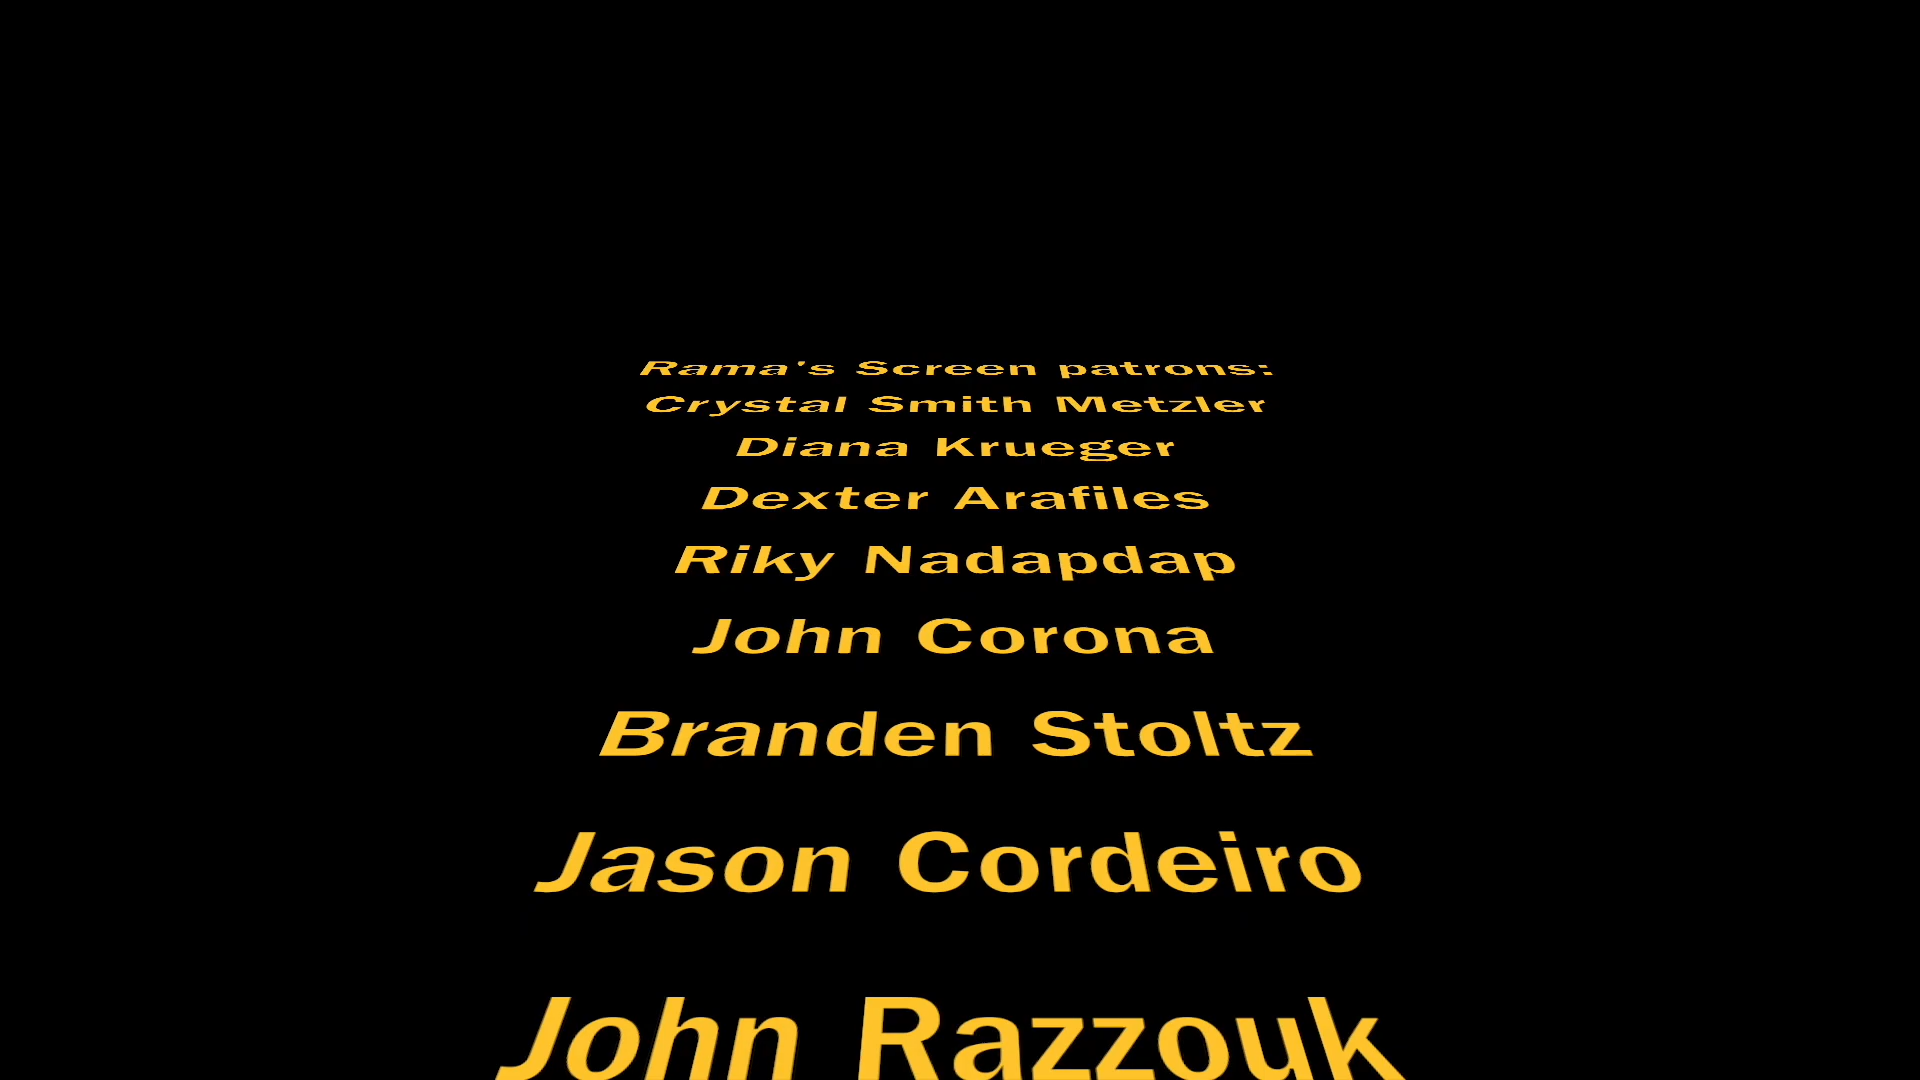 Rama's Screen patrons:
Crystal Smith Metzler
Diana Krueger
Dexter Arafiles
Riky Nadapdap
John Corona
Branden Stoltz
Jason Cordeiro
John Razzouk